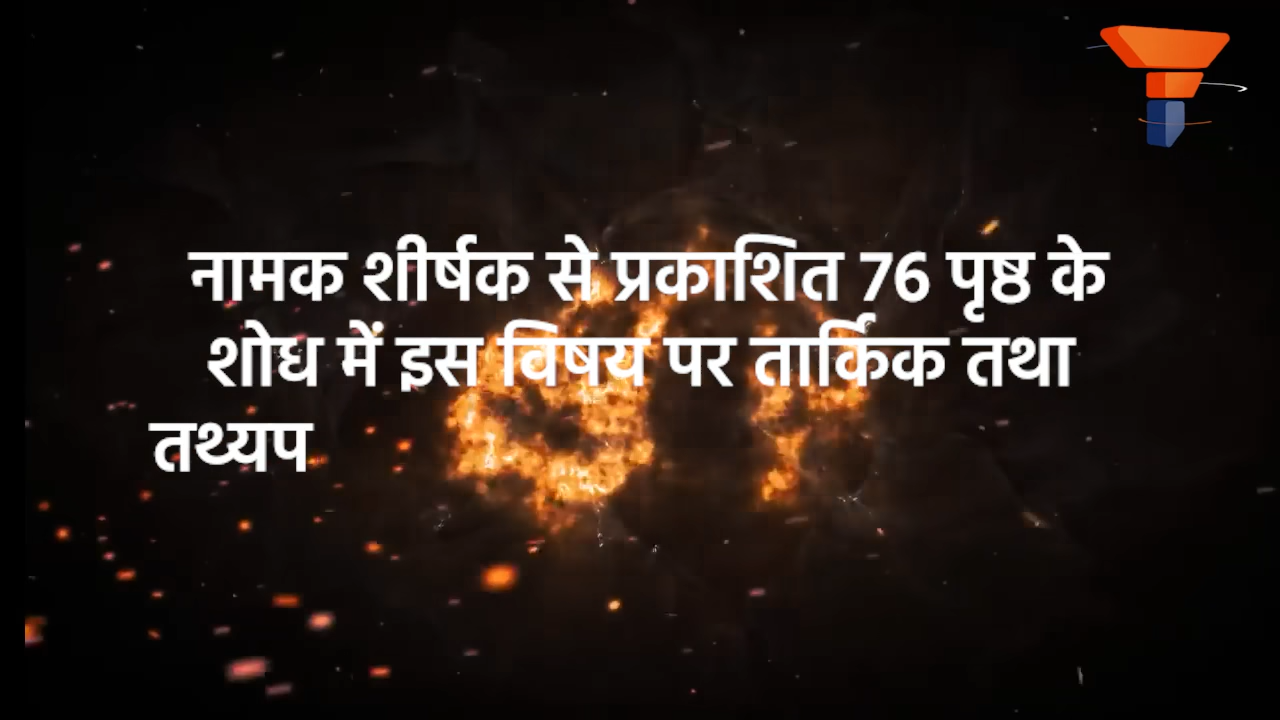 नामक शीर्षक से प्रकाशित 76 पृष्ठ के
शोध में इस विषय पर तार्किक तथा
तथ्यप